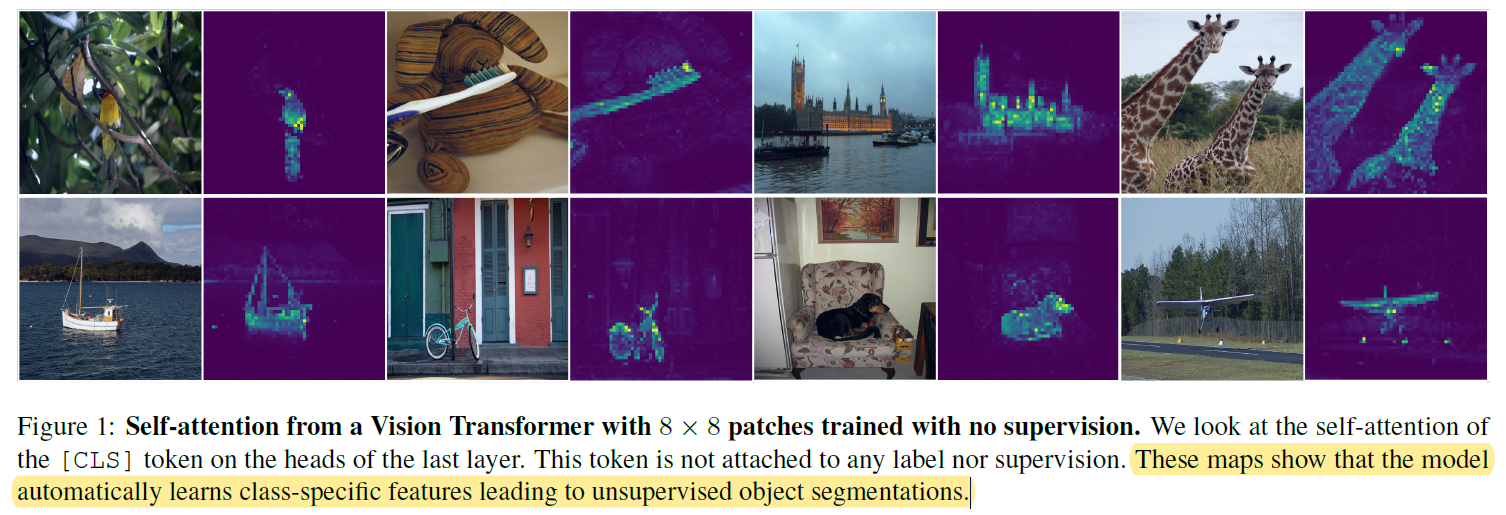 Figure 1: Self-attention from a Vision Transformer with 8 × 8 patches trained with no supervision. We look at the self-attention of
the [CLS] token on the heads of the last layer. This token is not attached to any label nor supervision. These maps show that the model
automatically learns class-specific features leading to unsupervised object segmentations.